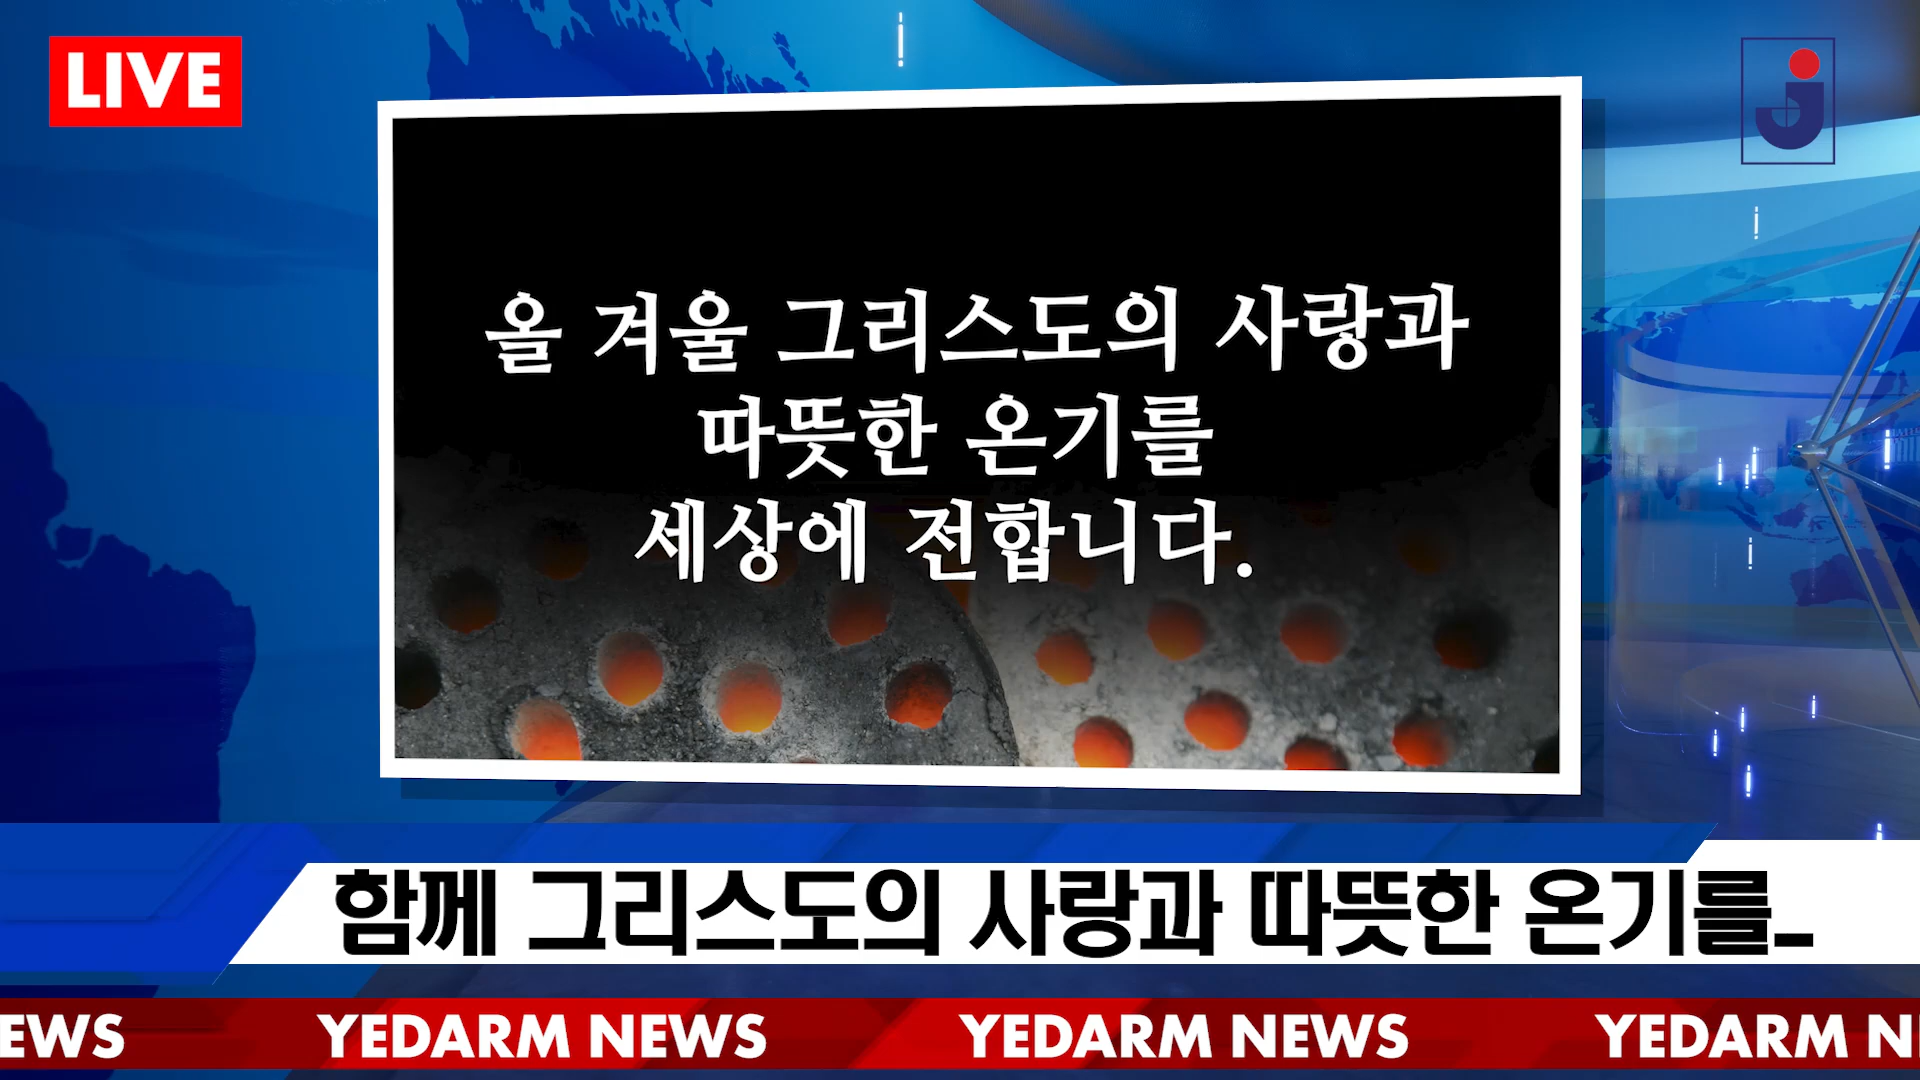 LIVE
올 겨울 그리스도의 사랑과
따뜻한 온기를
세상에 전합니다.
함께 그리스도의 사랑과 따뜻한 온기를_
EWS YEDARM NEWS YEDARM NEWS YEDARM N